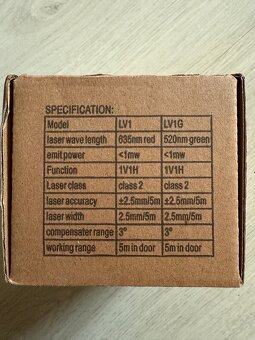 SPECIFICATION:
Model LV1 LV1G
laser wave length 635nm red 520nm green
emit power <1mw <1mw
Function 1V1H 1V1H
Laser class class 2 class 2
laser accuracy ±2.5mm/5m ±2.5mm/5m
laser width 2.5mm/5m 2.5mm/5m
compensater range 3° 3°
working range 5m in door 5m in door